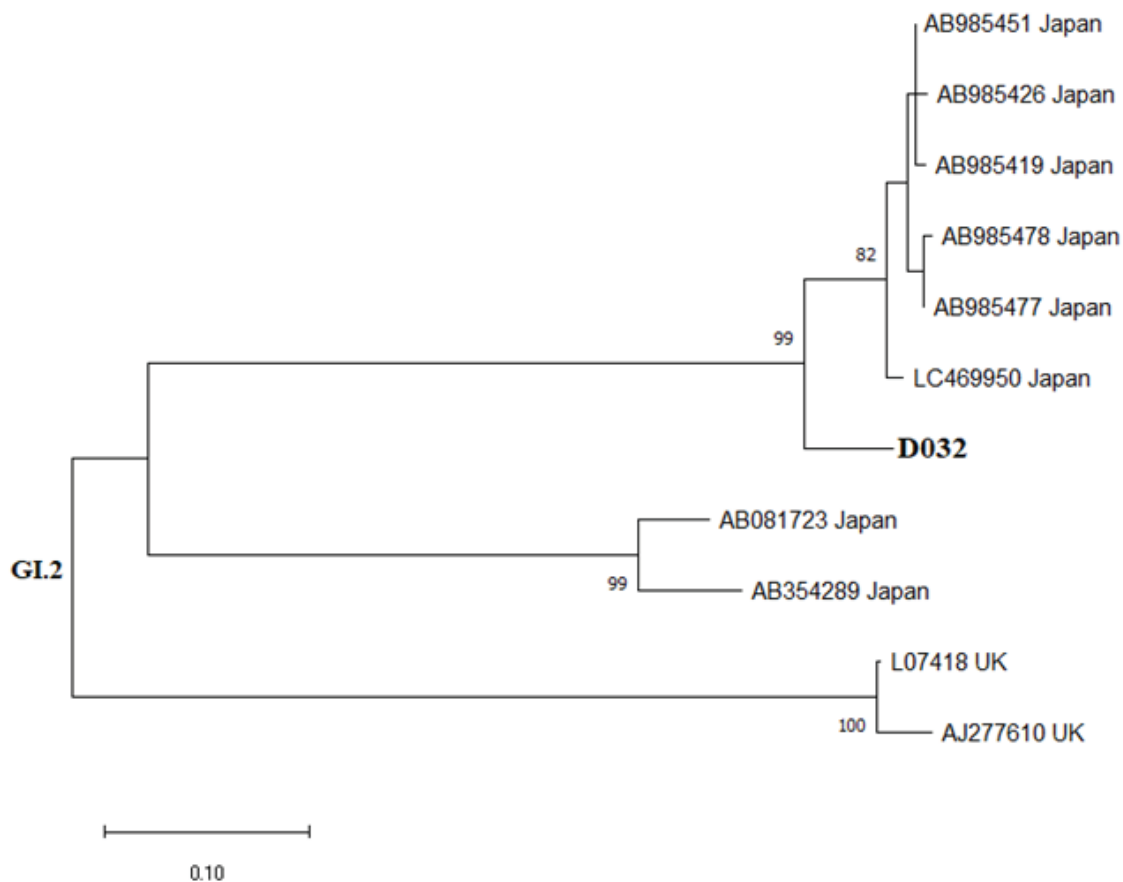 AB985451 Japan
AB985426 Japan
AB985419 Japan
AB985478 Japan
82
AB985477 Japan
99
LC469950 Japan
D032
AB081723 Japan
GI.2
99
AB354289 Japan
L07418 UK
100
AJ277610 UK
0.10